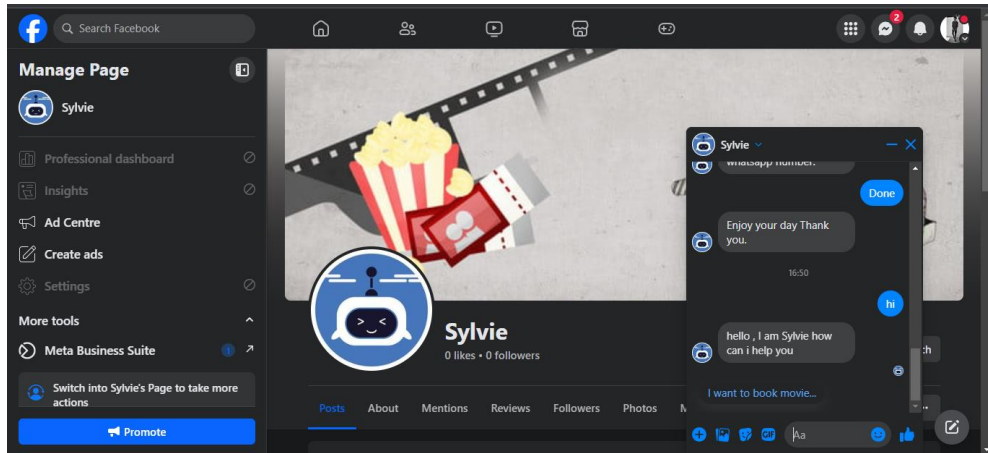 Search Facebook
2
Manage Page
Sylvie
Professional dashboard
Insights
Ad Centre
Create ads
Settings
More tools
Meta Business Suite
1
Switch into Sylvie's Page to take more
actions
Promote
Sylvie
0 likes • 0 followers
Posts About Mentions Reviews Followers Photos M
Sylvie
whatsapp number.
Done
Enjoy your day Thank
you.
16:50
hi
hello , I am Sylvie how
can i help you
I want to book movie...
GIF
Aa
ch